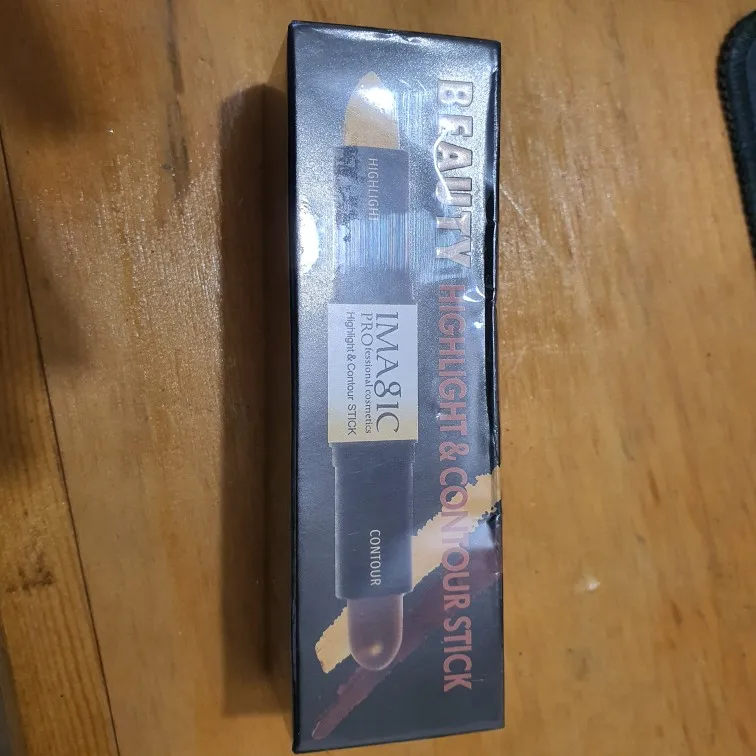 BEAUTY HIGHLIGHT & CONTOUR STICK
HIGHLIGHT
IMAGIC
PROfessional cosmetics
Highlight & Contour STICK
CONTOUR